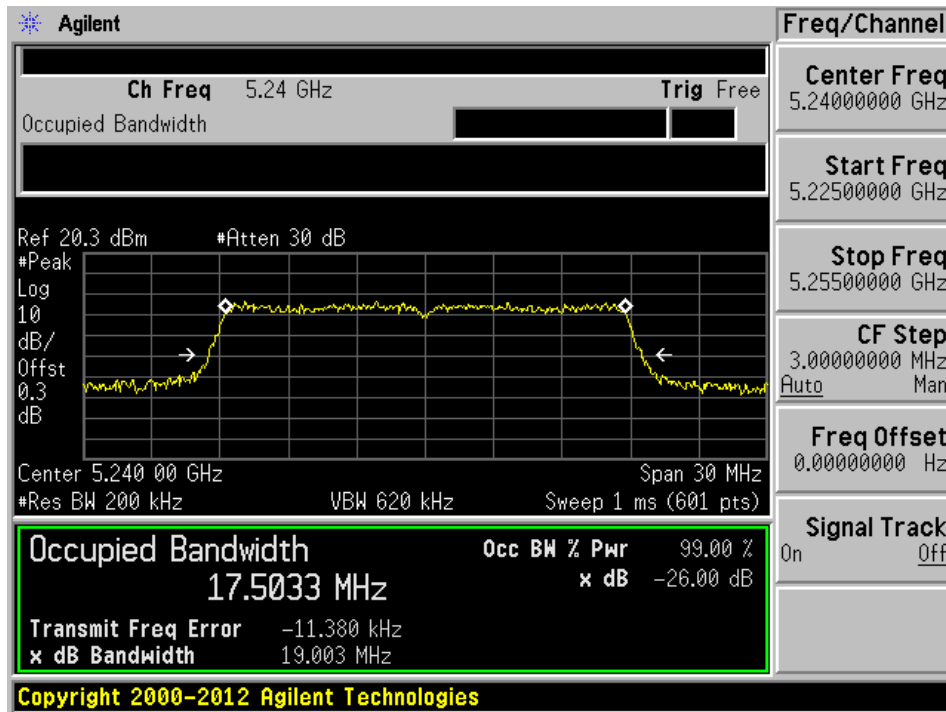 Agilent
Freq/Channel
Ch Freq 5.24 GHz Trig Free
Occupied Bandwidth
Center Freq
5.24000000 GHz
Start Freq
5.22500000 GHz
Stop Freq
5.25500000 GHz
CF Step
3.00000000 MHz
Auto Man
Freq Offset
0.00000000 Hz
Signal Track
On Off
Ref 20.3 dBm #Atten 30 dB
#Peak
Log
10
dB/
Offst
0.3
dB
Center 5.240 00 GHz Span 30 MHz
#Res BW 200 kHz VBW 620 kHz Sweep 1 ms (601 pts)
Occupied Bandwidth Occ BW % Pwr 99.00 %
17.5033 MHz x dB -26.00 dB
Transmit Freq Error -11.380 kHz
x dB Bandwidth 19.003 MHz
Copyright 2000-2012 Agilent Technologies